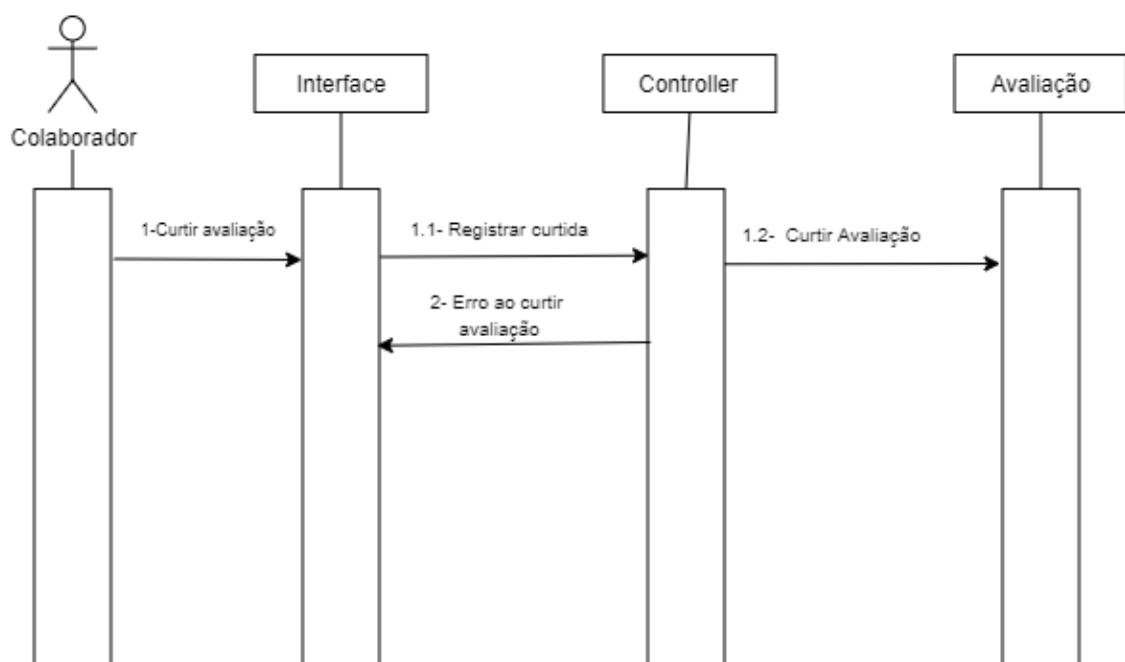 Interface
Controller
Avaliação
Colaborador
1-Curtir avaliação
1.1- Registrar curtida
1.2- Curtir Avaliação
2- Erro ao curtir
avaliação